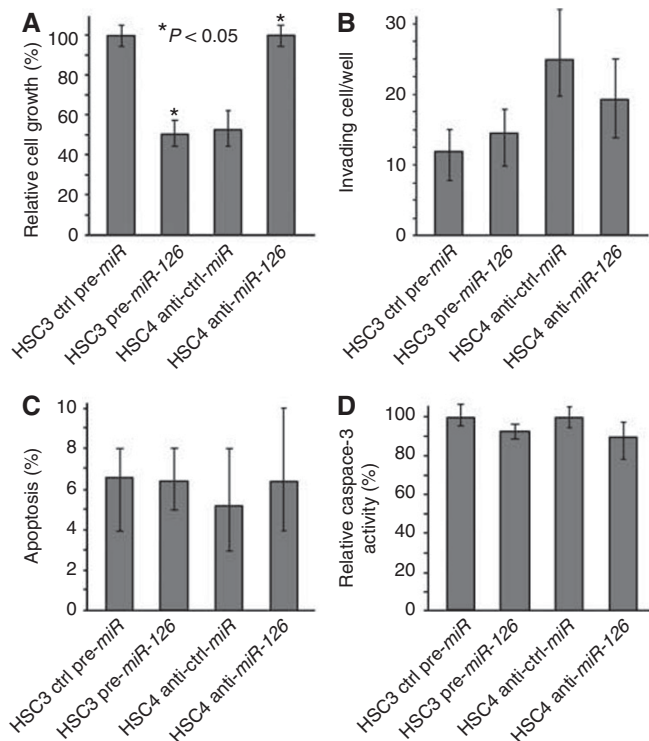 A
Relative cell growth (%)
100
80
60
40
20
0
*P < 0.05
*
*
HSC3 ctrl pre-miR
HSC3 pre-miR-126
HSC4 anti-ctrl-miR
HSC4 anti-miR-126
B
Invading cell/well
30
20
10
0
HSC3 ctrl pre-miR
HSC3 pre-miR-126
HSC4 anti-ctrl-miR
HSC4 anti-miR-126
C
Apoptosis (%)
10
8
6
4
2
0
HSC3 ctrl pre-miR
HSC3 pre-miR-126
HSC4 anti-ctrl-miR
HSC4 anti-miR-126
D
Relative caspace-3
activity (%)
100
80
60
40
20
0
HSC3 ctrl pre-miR
HSC3 pre-miR-126
HSC4 anti-ctrl-miR
HSC4 anti-miR-126